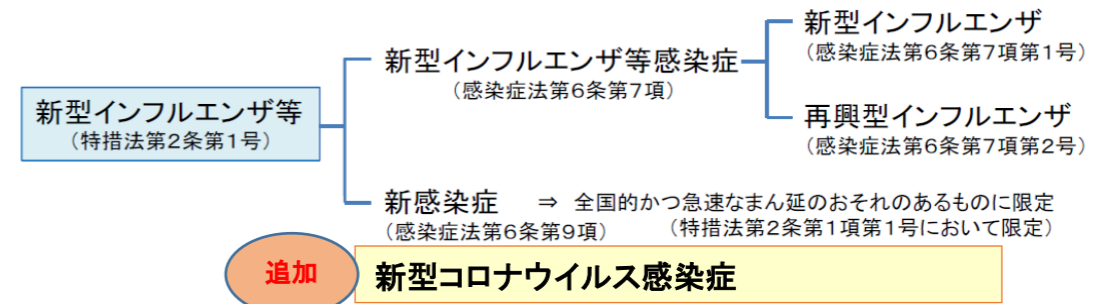 新型インフルエンザ等
（特措法第２条第１号）
新型インフルエンザ等感染症
（感染症法第６条第７項）
新型インフルエンザ
（感染症法第６条第７項第１号）
再興型インフルエンザ
（感染症法第６条第７項第２号）
新感染症　⇒　全国的かつ急速なまん延のおそれのあるものに限定
（感染症法第６条第９項）　（特措法第２条第１項第１号において限定）
追加　新型コロナウイルス感染症